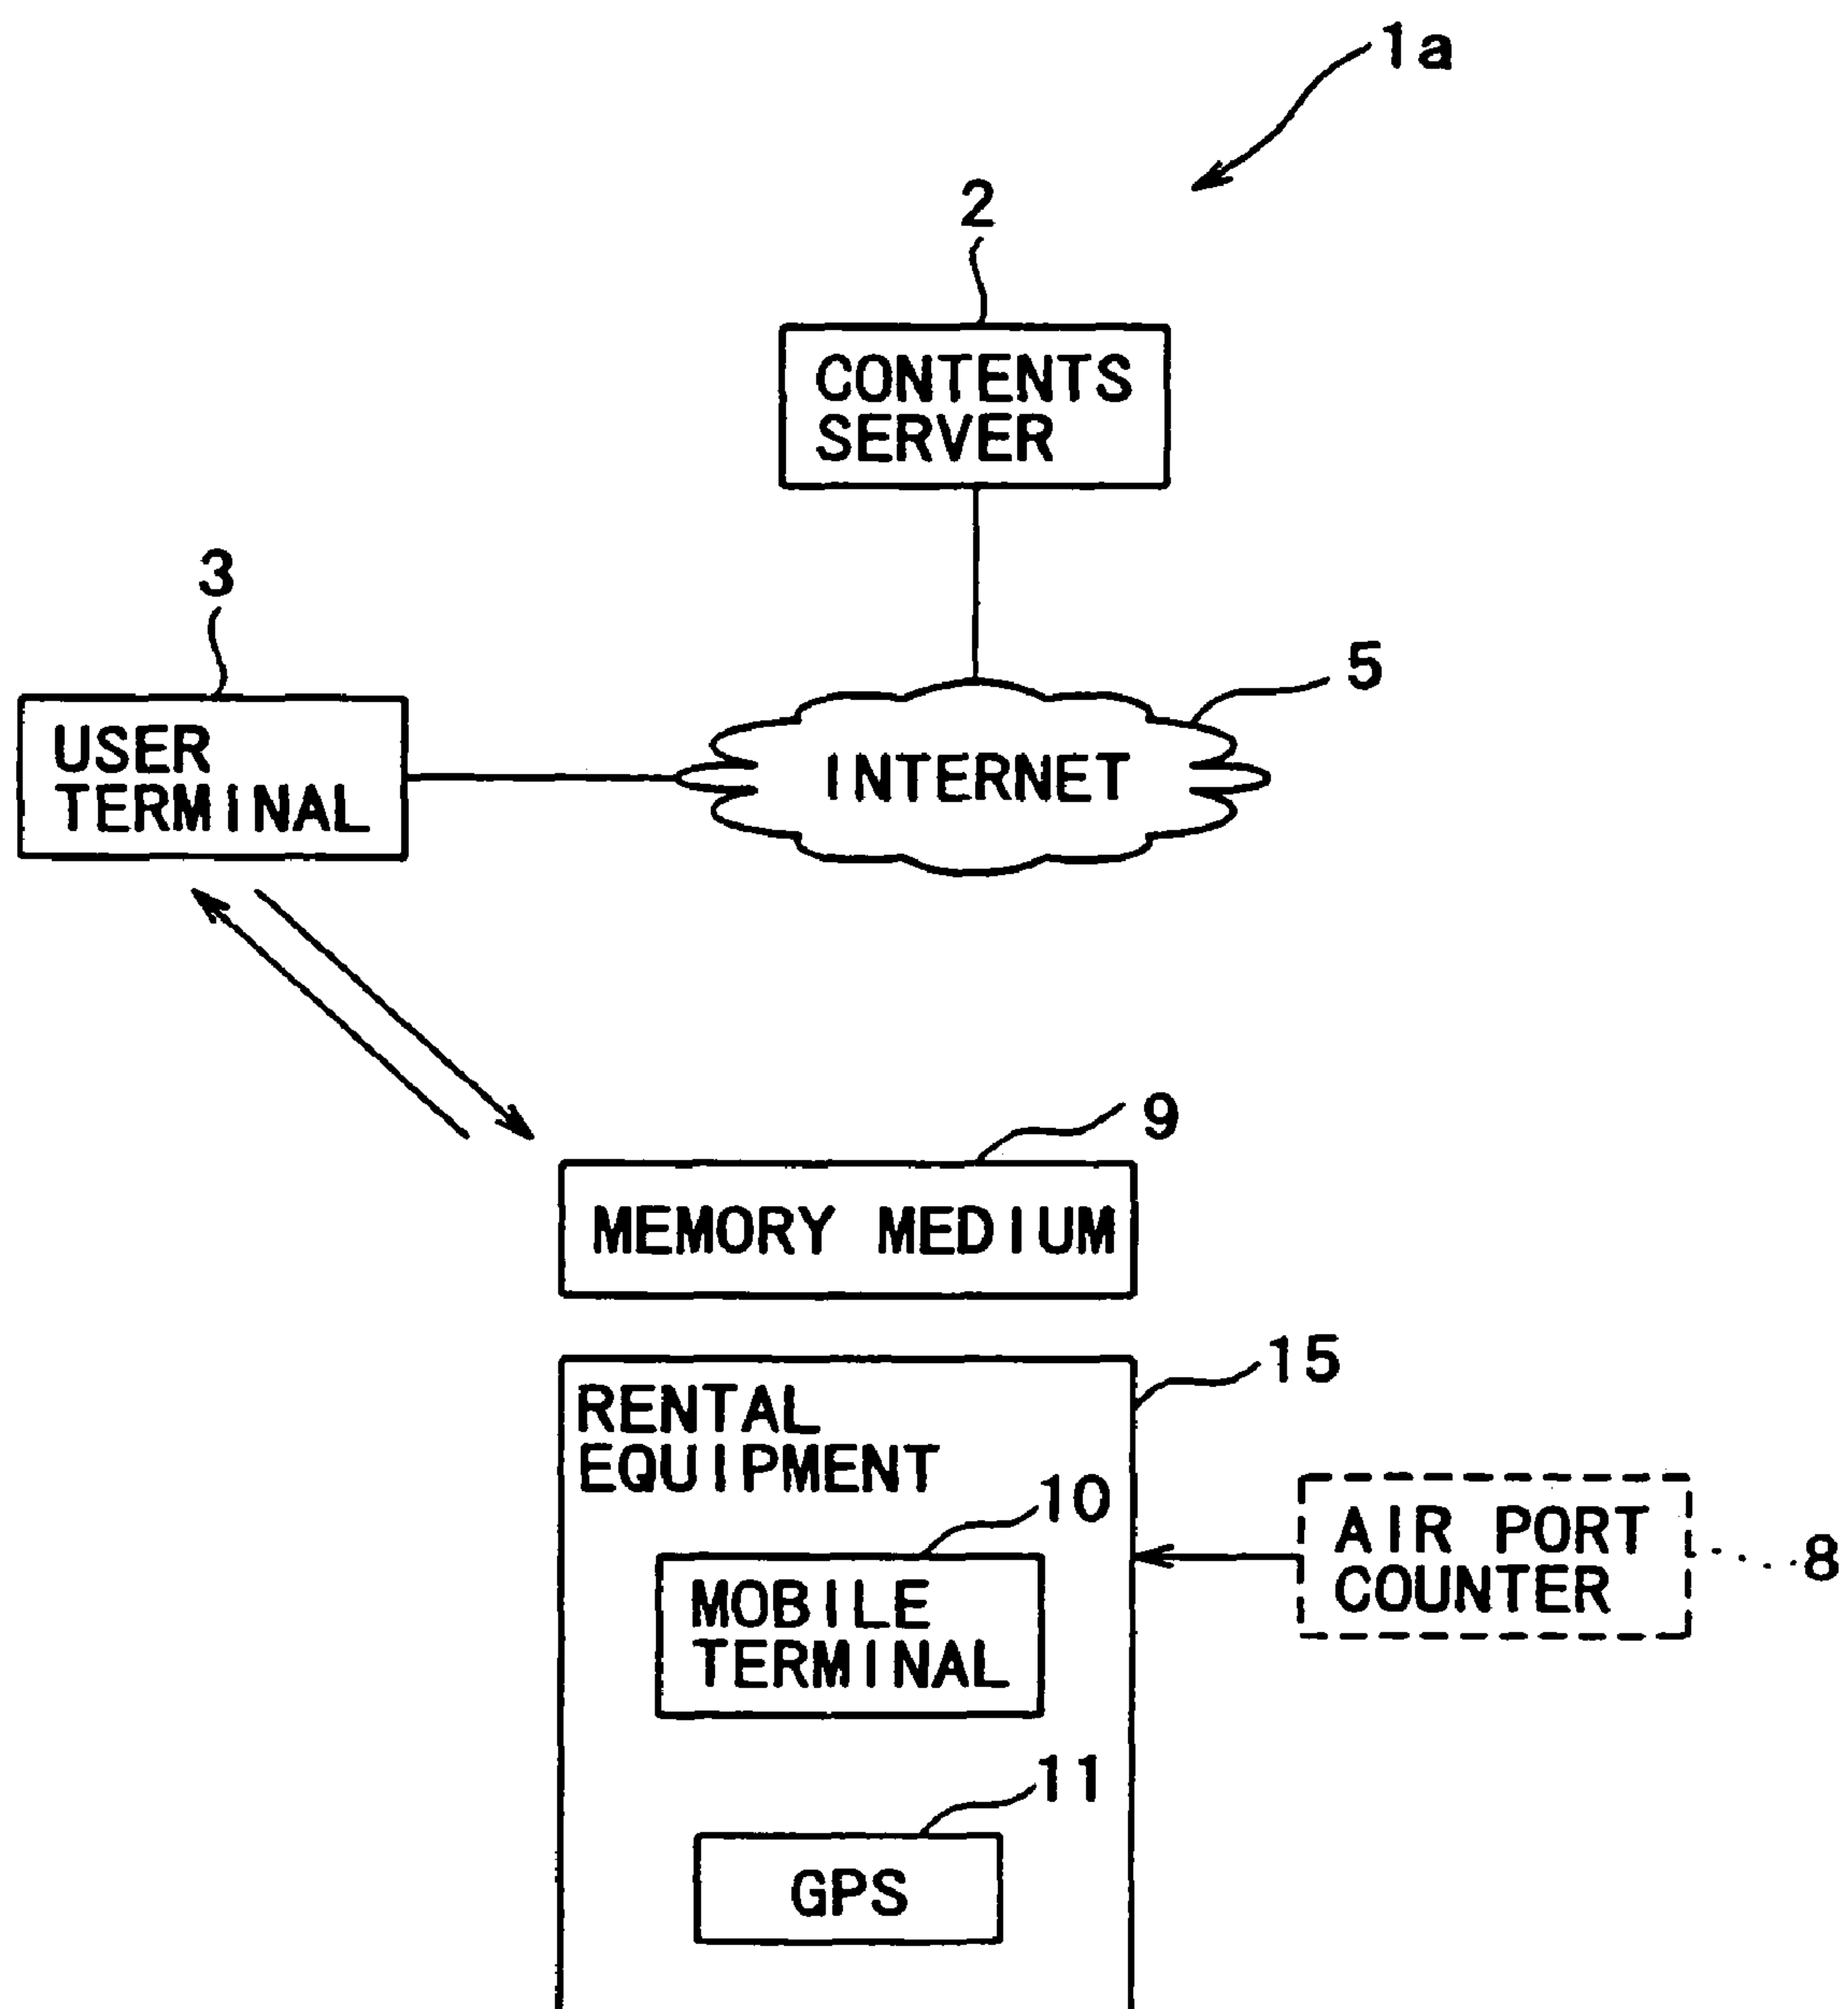 1a
2
CONTENTS
SERVER
3
USER
TERMINAL
5
INTERNET
9
MEMORY MEDIUM
15
RENTAL
EQUIPMENT
10
MOBILE
TERMINAL
AIR PORT
COUNTER
8
11
GPS